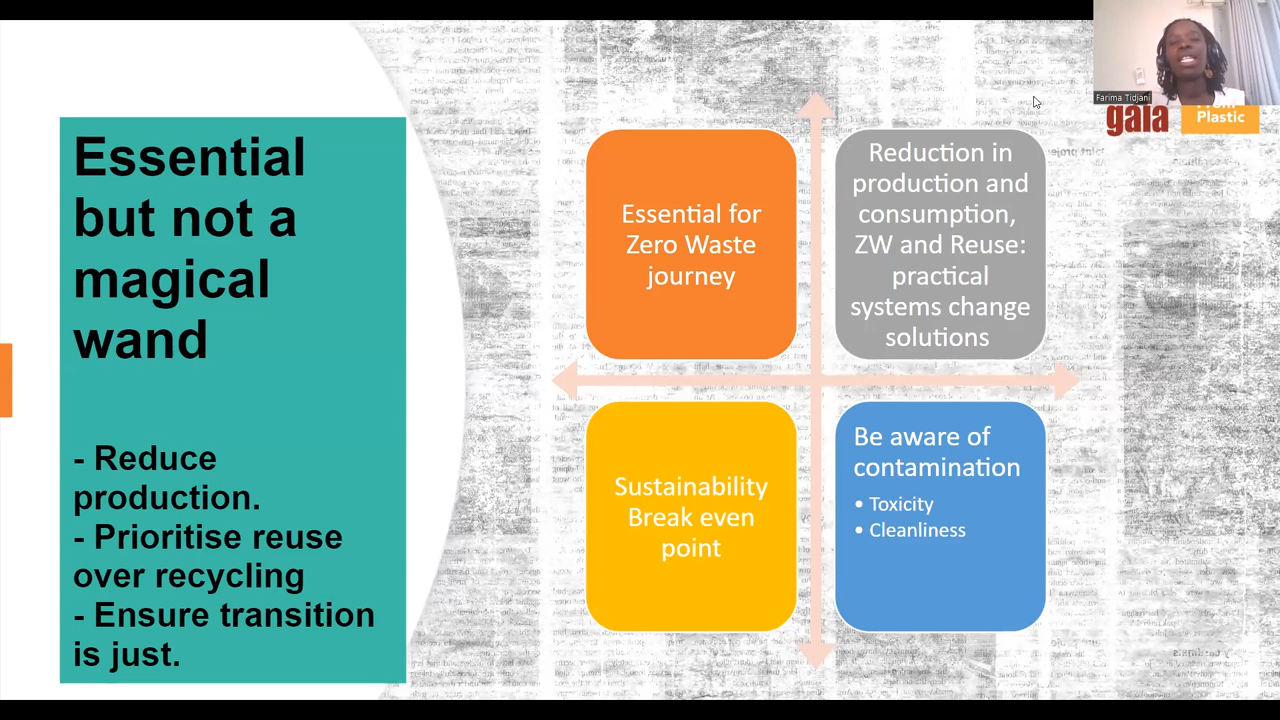 Essential
but not a
magical
wand
- Reduce
production.
- Prioritise reuse
over recycling
- Ensure transition
is just.
Essential for
Zero Waste
journey
Reduction in
production and
consumption,
ZW and Reuse:
practical
systems change
solutions
Sustainability
Break even
point
Be aware of
contamination
• Toxicity
• Cleanliness
Farima Tidjani
gaia
Plastic